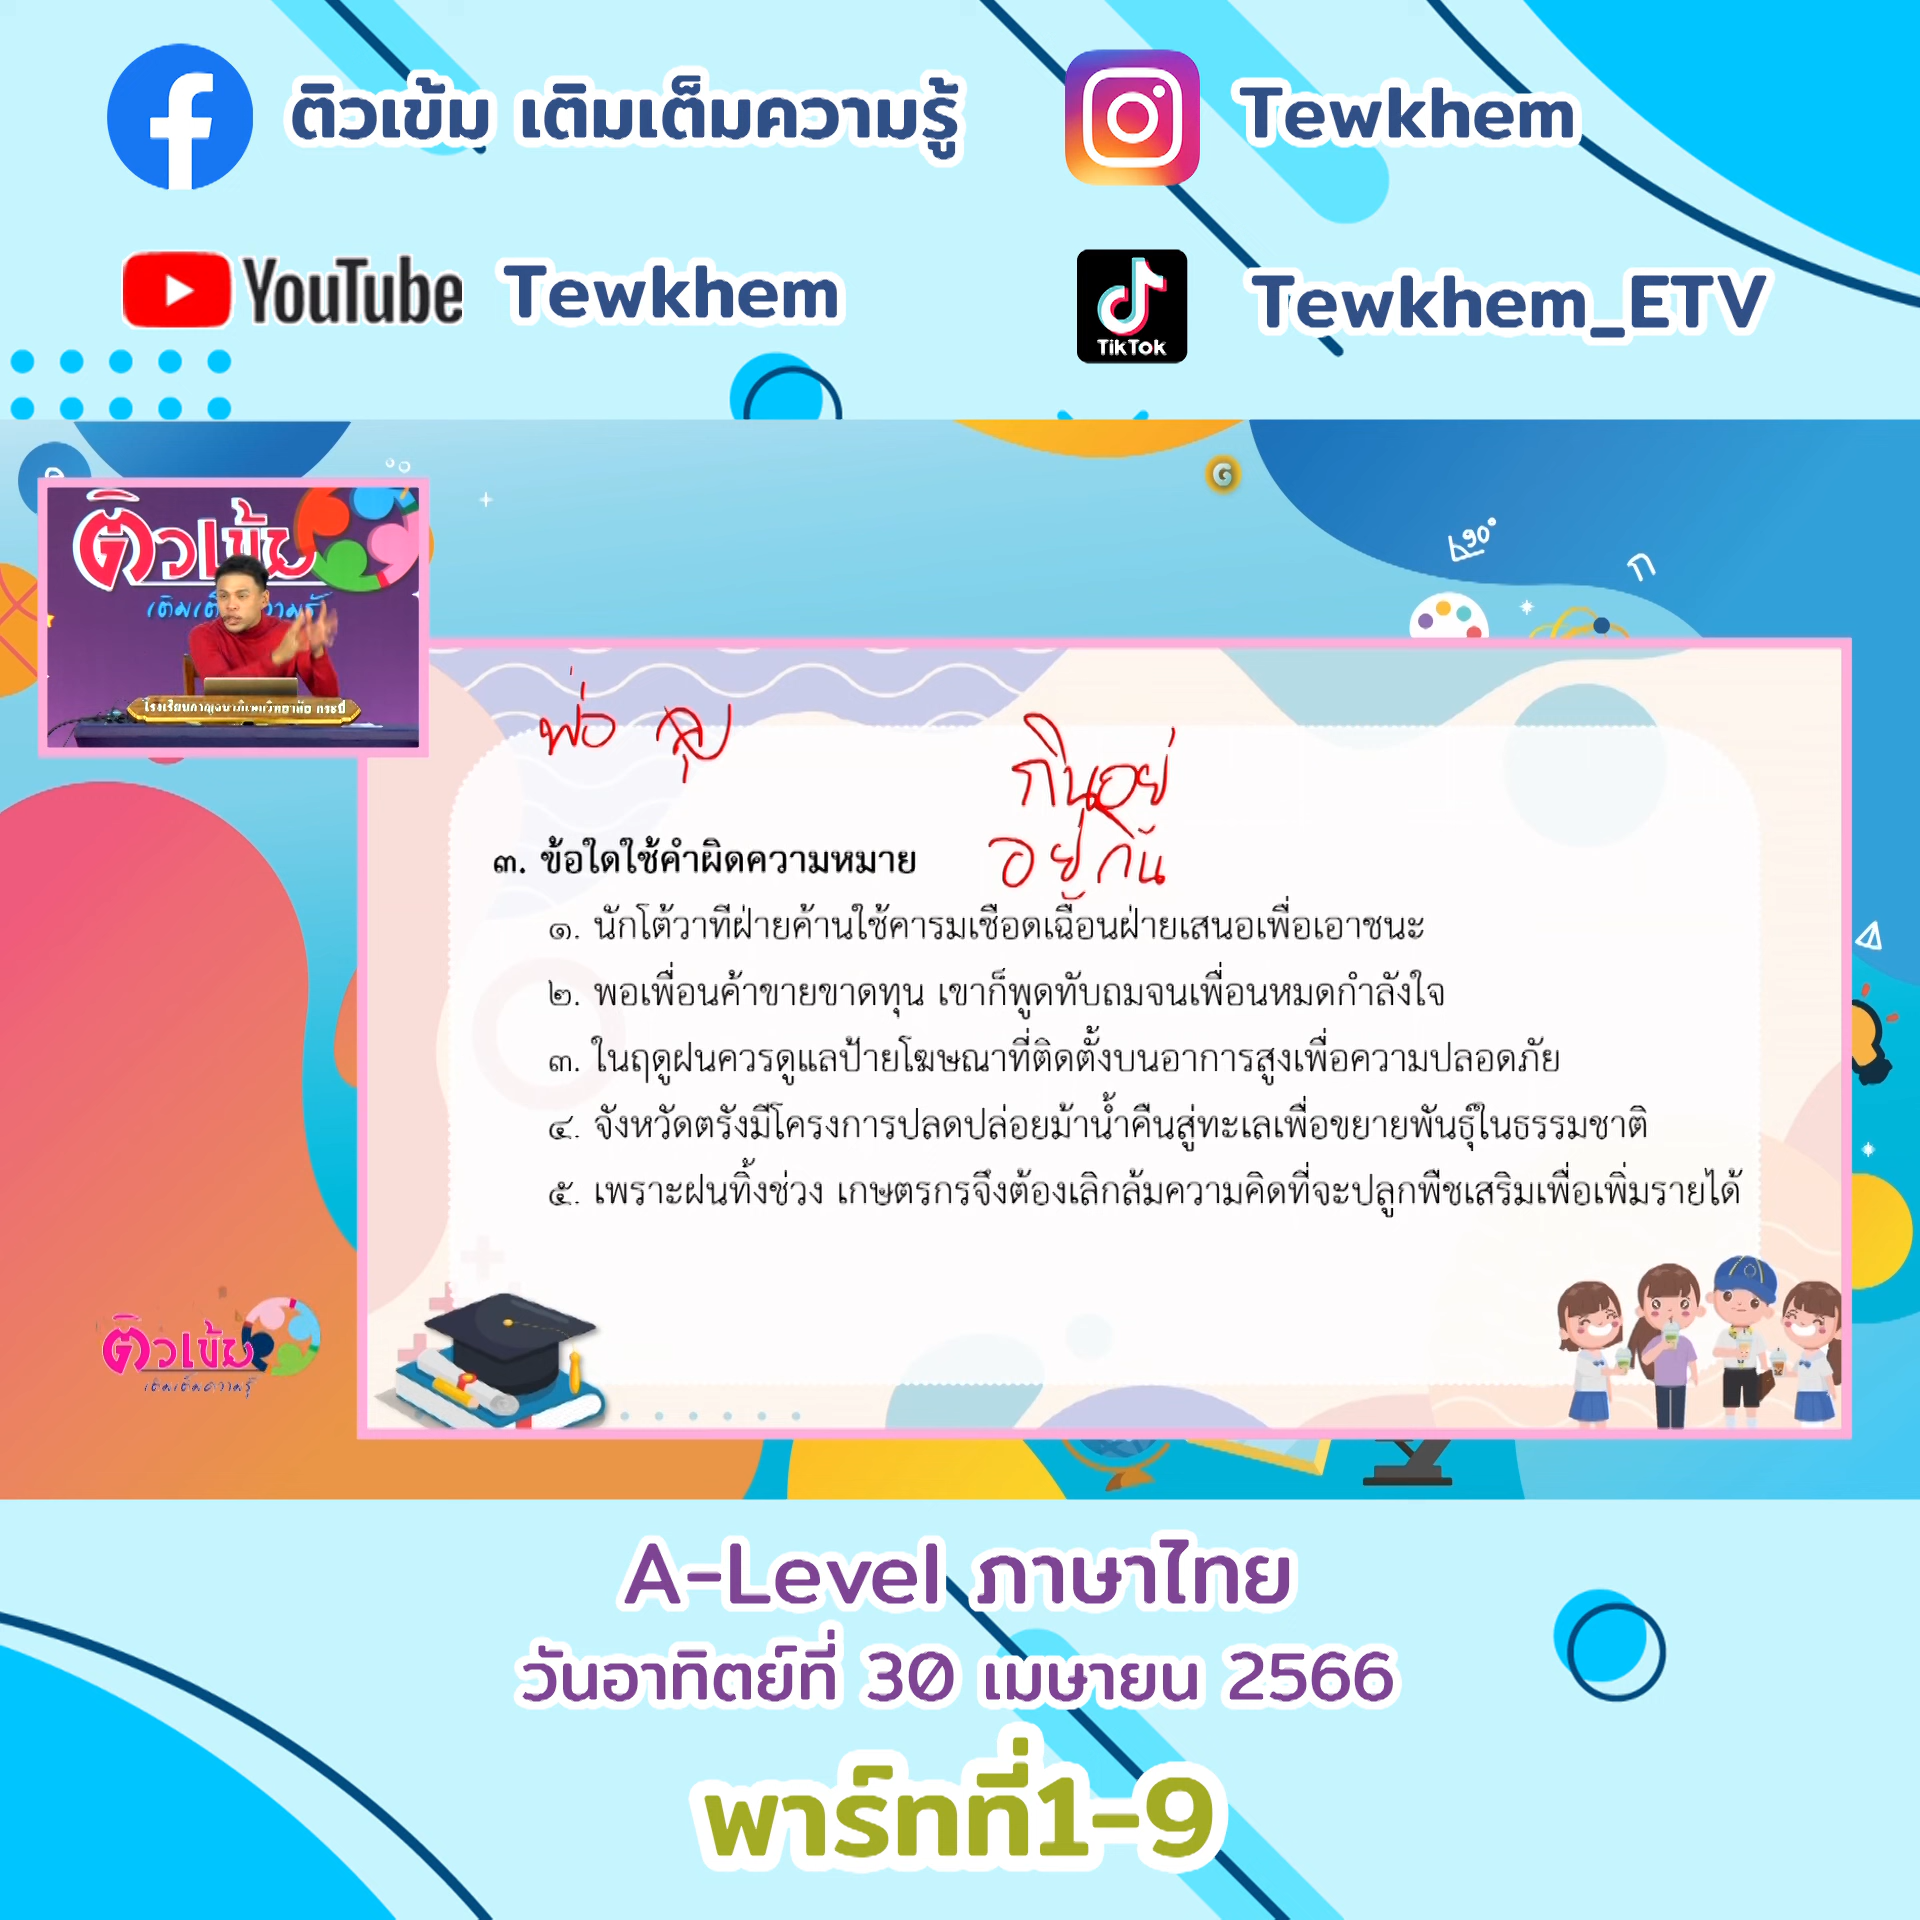 ติวเข้ม เติมเต็มความรู้
Tewkhem
YouTube Tewkhem
TikTok
Tewkhem_ETV
ติวเข้ม
90°
ก
พ่อ ลุง
กินอยู่
อยู่กิน
๓. ข้อใดใช้คำผิดความหมาย
๑. นักโต้วาทีฝ่ายค้านใช้คารมเชือดเฉือนฝ่ายเสนอเพื่อเอาชนะ
๒. พอเพื่อนค้าขายขาดทุน เขาก็พูดทับถมจนเพื่อนหมดกำลังใจ
๓. ในฤดูฝนควรดูแลป้ายโฆษณาที่ติดตั้งบนอาการสูงเพื่อความปลอดภัย
๔. จังหวัดตรังมีโครงการปลดปล่อยม้าน้ำคืนสู่ทะเลเพื่อขยายพันธุ์ในธรรมชาติ
๕. เพราะฝนทิ้งช่วง เกษตรกรจึงต้องเลิกล้มความคิดที่จะปลูกพืชเสริมเพื่อเพิ่มรายได้
ติวเข้ม
เติมเต็มความรู้
A-Level ภาษาไทย
วันอาทิตย์ที่ 30 เมษายน 2566
พาร์ทที่1-9